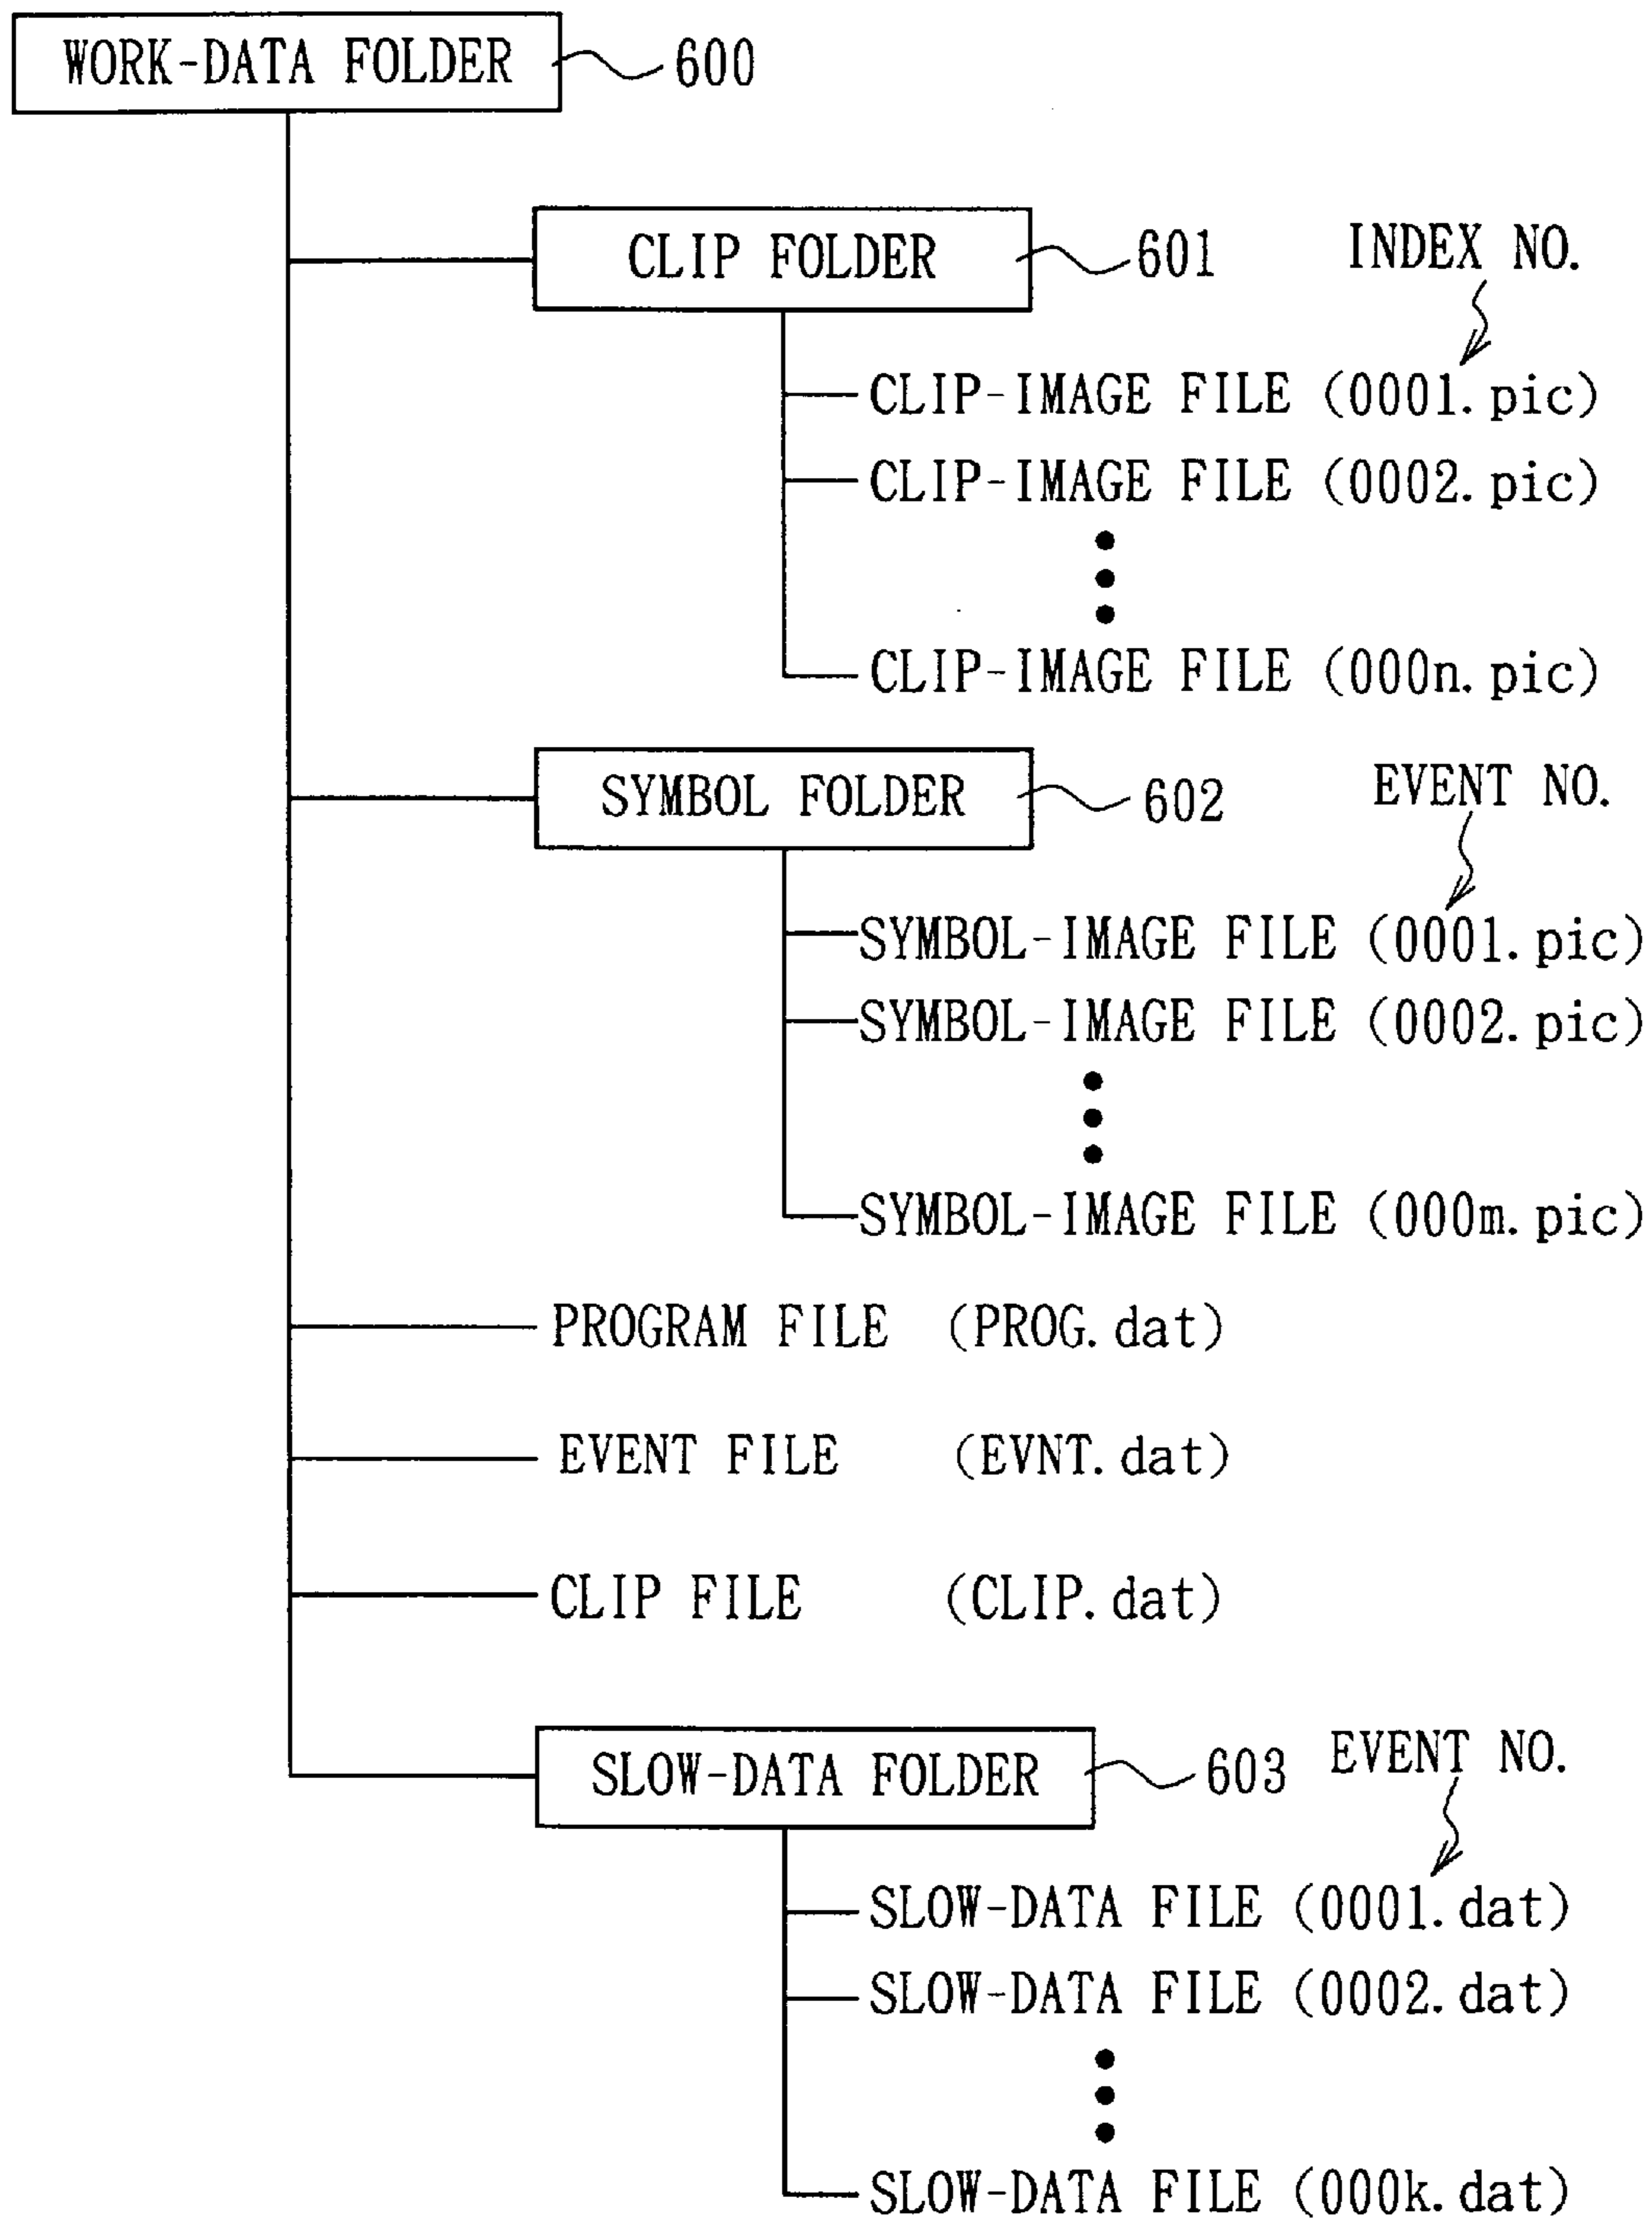 WORK-DATA FOLDER 600
CLIP FOLDER 601 INDEX NO.
CLIP-IMAGE FILE (0001.pic)
CLIP-IMAGE FILE (0002.pic)
CLIP-IMAGE FILE (000n.pic)
SYMBOL FOLDER 602 EVENT NO.
SYMBOL-IMAGE FILE (0001.pic)
SYMBOL-IMAGE FILE (0002.pic)
SYMBOL-IMAGE FILE (000m.pic)
PROGRAM FILE (PROG.dat)
EVENT FILE (EVNT.dat)
CLIP FILE (CLIP.dat)
SLOW-DATA FOLDER 603 EVENT NO.
SLOW-DATA FILE (0001.dat)
SLOW-DATA FILE (0002.dat)
SLOW-DATA FILE (000k.dat)